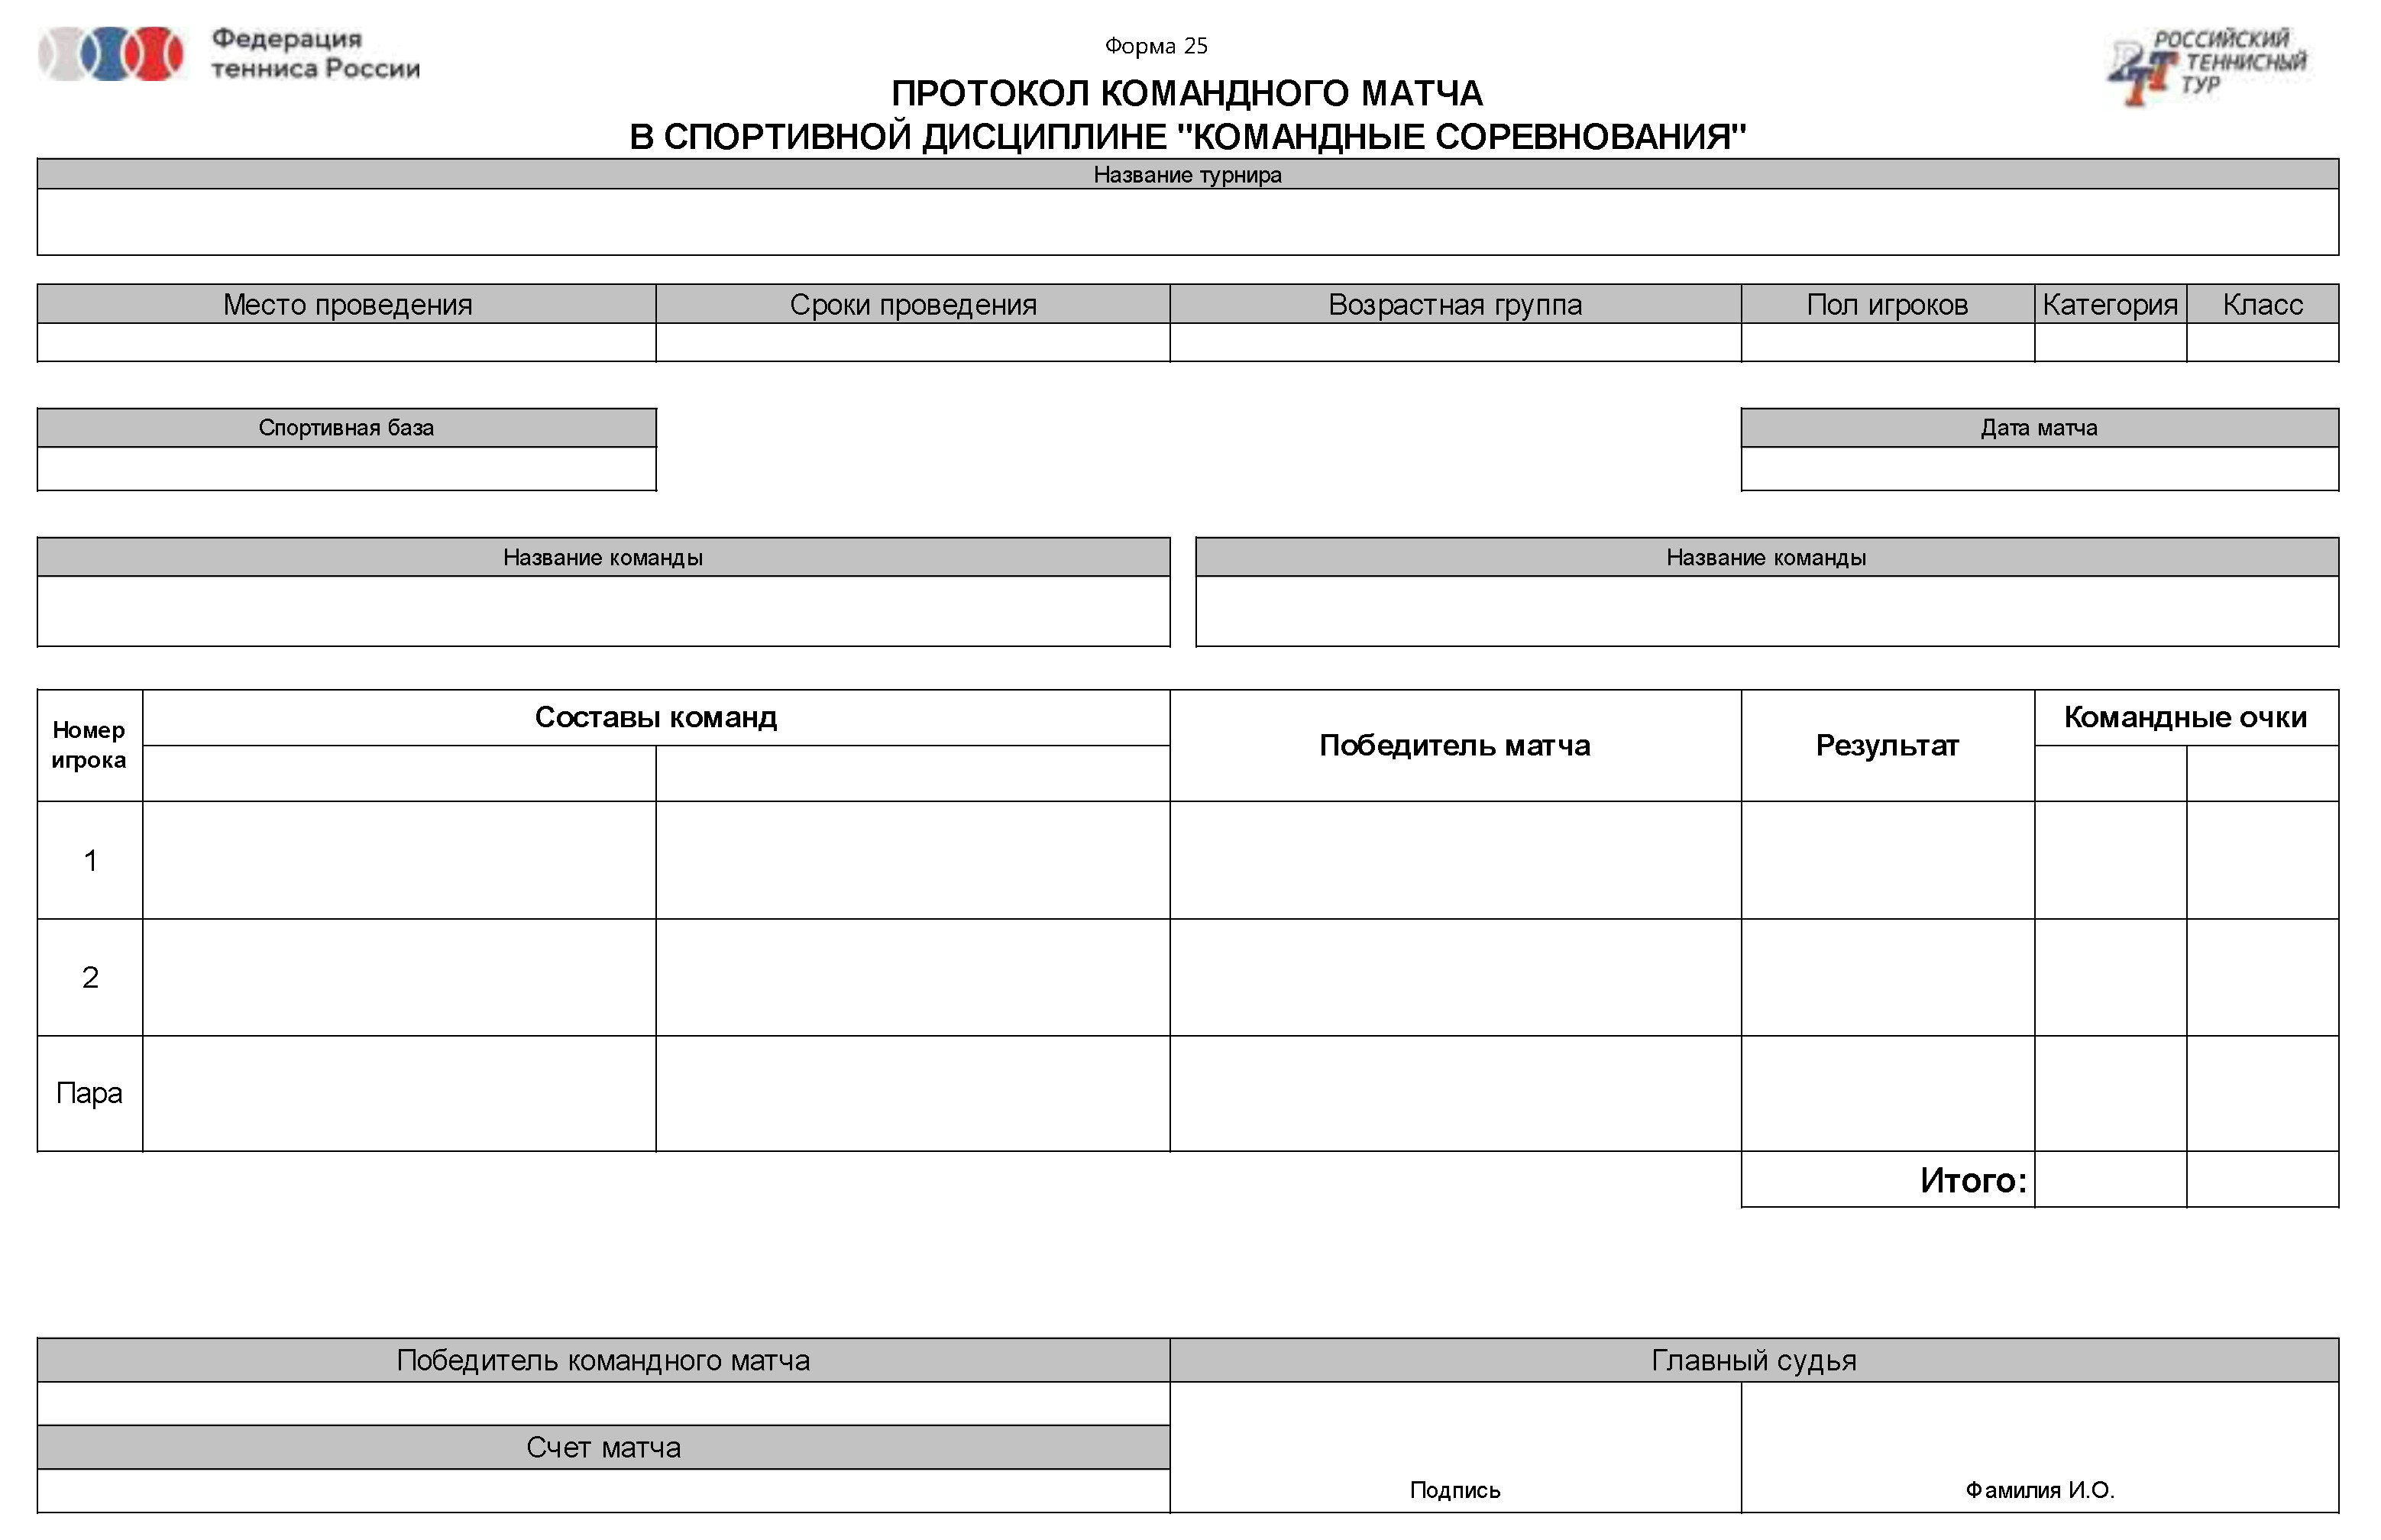 Федерация
тенниса России
Форма 25
РОССИЙСКИЙ
ТЕННИСНЫЙ
ТУР
РТТ
ПРОТОКОЛ КОМАНДНОГО МАТЧА
В СПОРТИВНОЙ ДИСЦИПЛИНЕ "КОМАНДНЫЕ СОРЕВНОВАНИЯ"
Название турнира
Место проведения Сроки проведения Возрастная группа Пол игроков Категория Класс
Спортивная база Дата матча
Название команды Название команды
Номер игрока Составы команд Победитель матча Результат Командные очки
1
2
Пара
Итого:
Победитель командного матча Главный судья
Счет матча
Подпись Фамилия И.О.